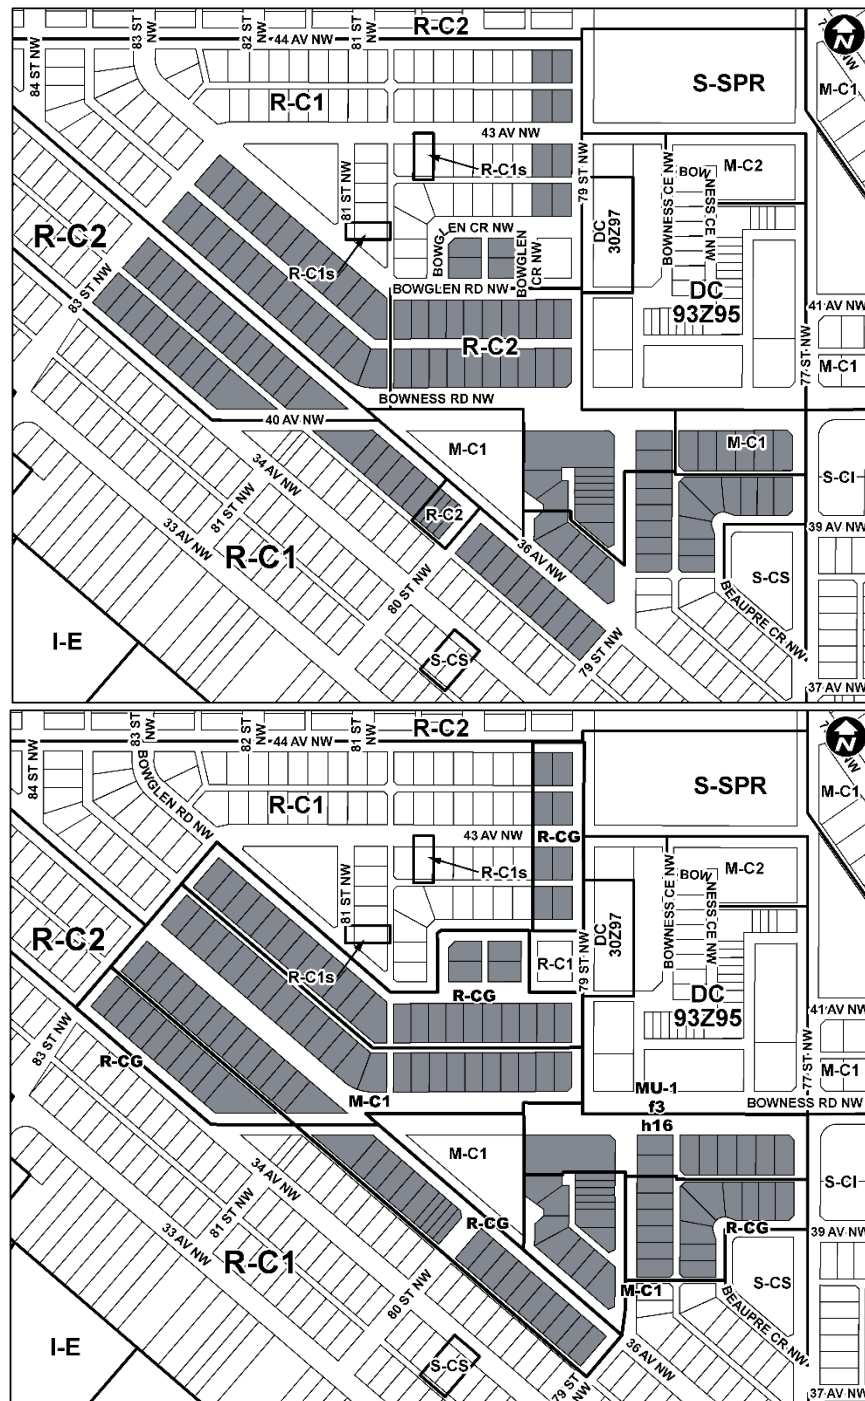 R-C2
83 ST NW
82 ST NW
81 ST NW
44 AV NW
84 ST NW
N
S-SPR
M-C1
R-C1
43 AV NW
R-C1s
81 ST NW
79 ST NW
BOWNESS CE NW
BOWNESS CE NW
M-C2
R-C2
BOWGLEN CR NW
BOWGLEN CR NW
DC
30Z97
R-C1s
BOWGLEN RD NW
DC
93Z95
83 ST NW
41 AV NW
R-C2
77 ST NW
M-C1
BOWNESS RD NW
40 AV NW
M-C1
M-C1
34 AV NW
S-CI
81 ST NW
R-C2
33 AV NW
39 AV NW
R-C1
36 AV NW
80 ST NW
S-CS
BEAUPRE CR NW
I-E
S-CS
79 ST NW
37 AV NW
83 ST NW
82 ST NW
81 ST NW
R-C2
44 AV NW
84 ST NW
BOWGLEN RD NW
N
S-SPR
M-C1
R-C1
43 AV NW
R-CG
R-C1s
81 ST NW
BOWNESS CE NW
BOWNESS CE NW
M-C2
R-C2
79 ST NW
DC
30Z97
R-C1s
R-C1
R-CG
DC
93Z95
41 AV NW
83 ST NW
R-CG
77 ST NW
M-C1
MU-1
f3
h16
M-C1
BOWNESS RD NW
34 AV NW
M-C1
S-CI
81 ST NW
R-CG
R-CG
33 AV NW
39 AV NW
R-C1
80 ST NW
M-C1
S-CS
BEAUPRE CR NW
I-E
S-CS
36 AV NW
79 ST NW
37 AV NW